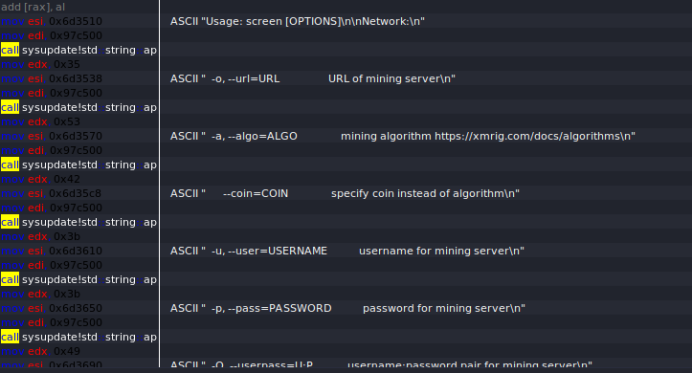 add [rax], al
mov esi, 0x6d3510 ASCII "Usage: screen [OPTIONS]\n\nNetwork:\n"
mov edi, 0x97c500
call sysupdate!std::string::ap
mov edx, 0x35
mov esi, 0x6d3538 ASCII " -o, --url=URL URL of mining server\n"
mov edi, 0x97c500
call sysupdate!std::string::ap
mov edx, 0x53
mov esi, 0x6d3570 ASCII " -a, --algo=ALGO mining algorithm https://xmrig.com/docs/algorithms\n"
mov edi, 0x97c500
call sysupdate!std::string::ap
mov edx, 0x42
mov esi, 0x6d35c8 ASCII " --coin=COIN specify coin instead of algorithm\n"
mov edi, 0x97c500
call sysupdate!std::string::ap
mov edx, 0x3b
mov esi, 0x6d3610 ASCII " -u, --user=USERNAME username for mining server\n"
mov edi, 0x97c500
call sysupdate!std::string::ap
mov edx, 0x3b
mov esi, 0x6d3650 ASCII " -p, --pass=PASSWORD password for mining server\n"
mov edi, 0x97c500
call sysupdate!std::string::ap
mov edx, 0x49
mov esi, 0x6d3690 ASCII " -O, --userpass=U:P username:password pair for mining server\n"